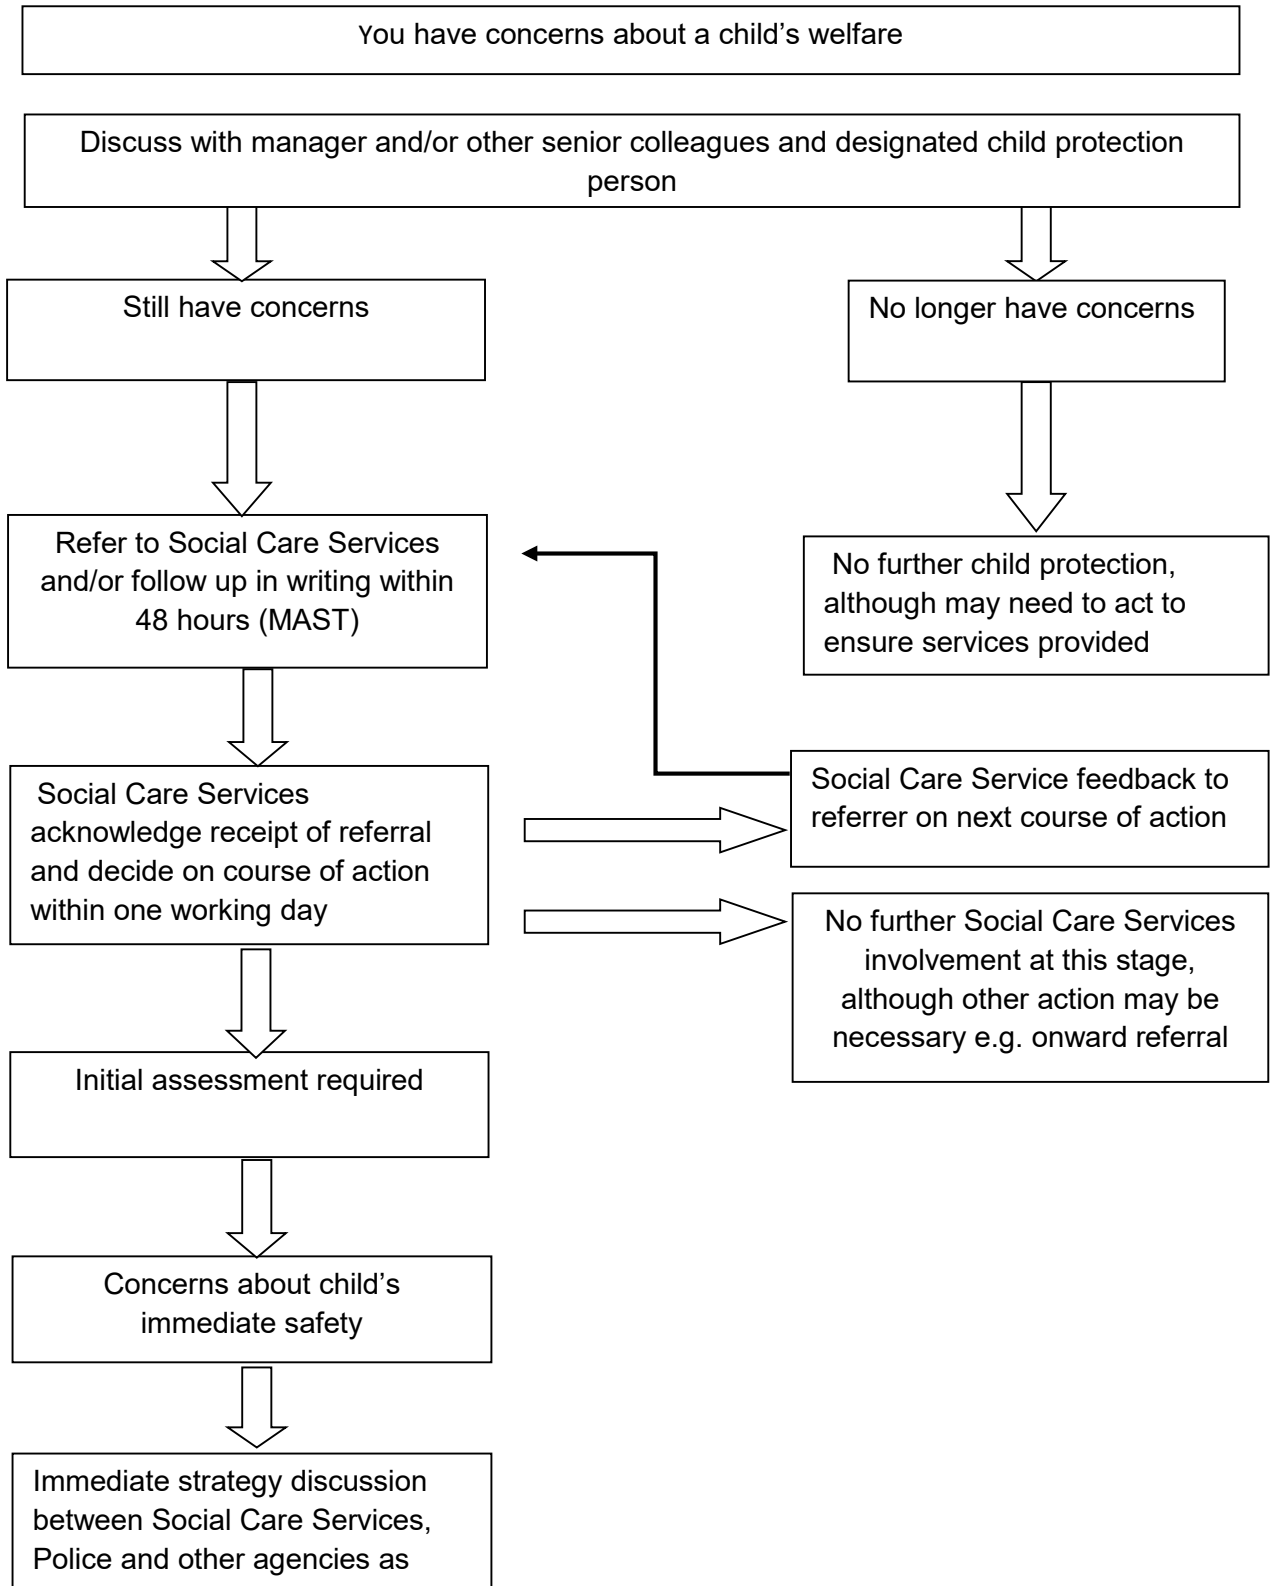 You have concerns about a child’s welfare
Discuss with manager and/or other senior colleagues and designated child protection
person
Still have concerns
No longer have concerns
Refer to Social Care Services
and/or follow up in writing within
48 hours (MAST)
No further child protection,
although may need to act to
ensure services provided
Social Care Services
acknowledge receipt of referral
and decide on course of action
within one working day
Social Care Service feedback to
referrer on next course of action
No further Social Care Services
involvement at this stage,
although other action may be
necessary e.g. onward referral
Initial assessment required
Concerns about child’s
immediate safety
Immediate strategy discussion
between Social Care Services,
Police and other agencies as